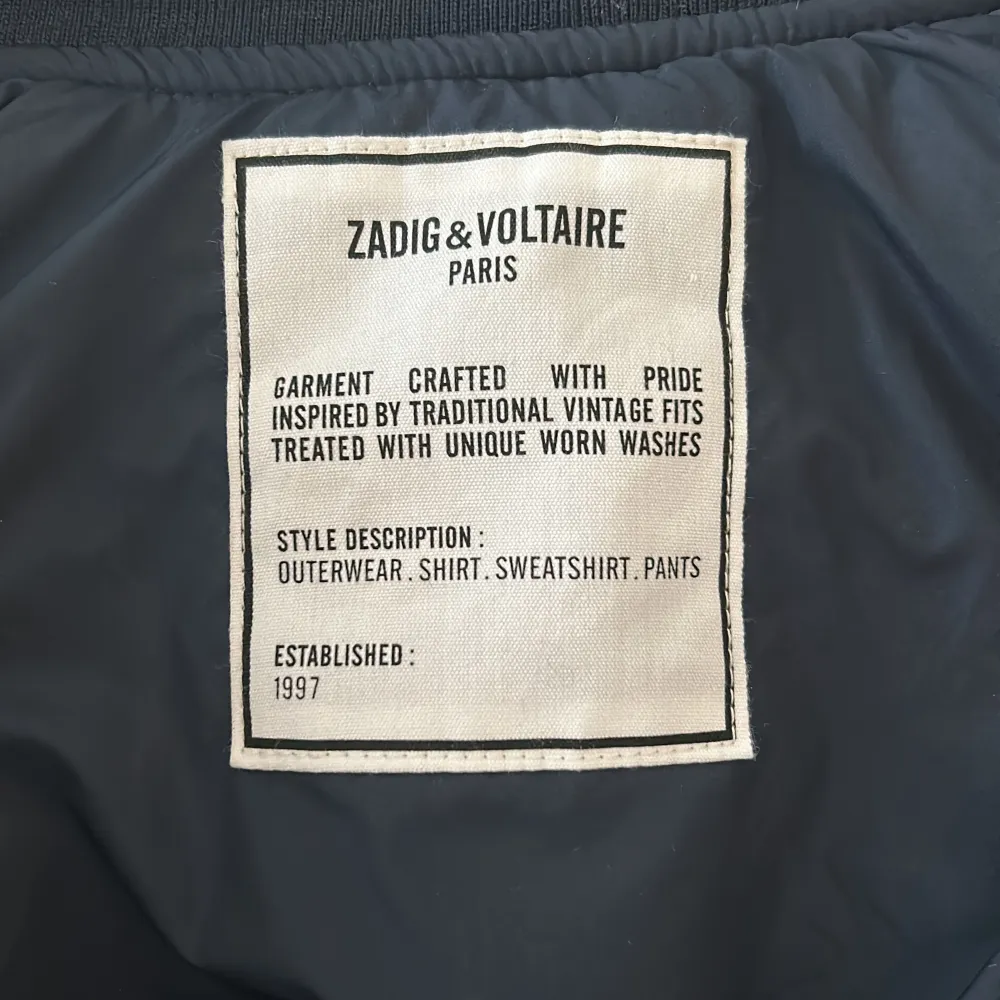 ZADIG&VOLTAIRE
PARIS
GARMENT CRAFTED WITH PRIDE
INSPIRED BY TRADITIONAL VINTAGE FITS
TREATED WITH UNIQUE WORN WASHES
STYLE DESCRIPTION :
OUTERWEAR . SHIRT . SWEATSHIRT . PANTS
ESTABLISHED :
1997